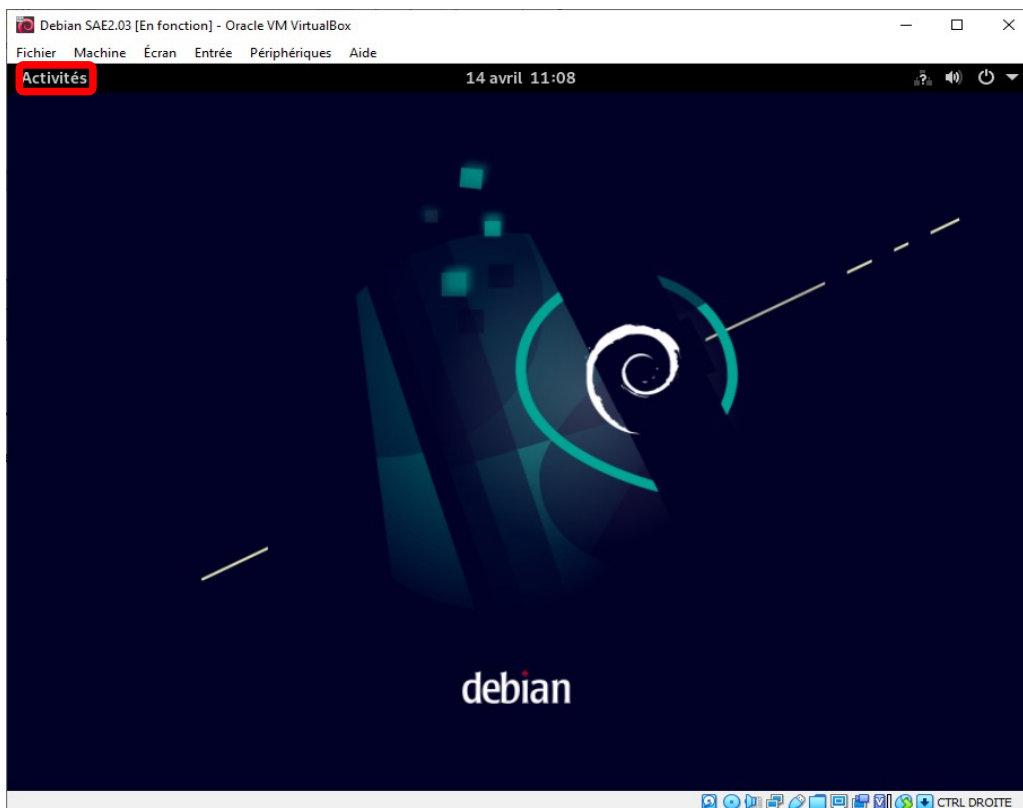 Debian SAE2.03 [En fonction] - Oracle VM VirtualBox
Fichier Machine Écran Entrée Périphériques Aide
Activités 14 avril 11:08
debian
CTRL DROITE